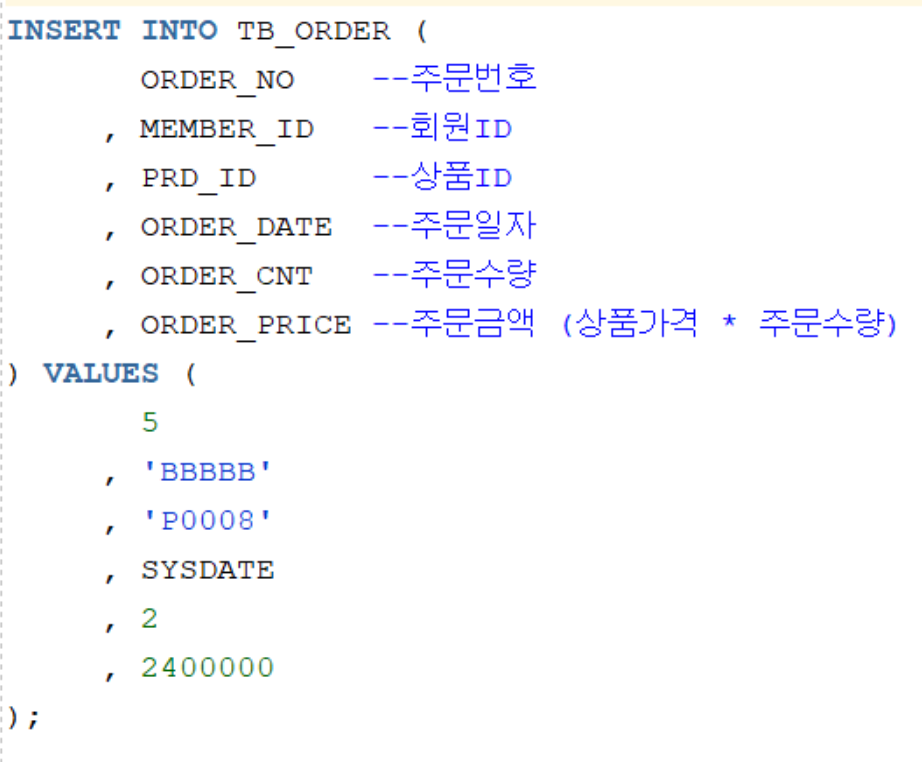 INSERT INTO TB_ORDER (
ORDER_NO --주문번호
, MEMBER_ID --회원ID
, PRD_ID --상품ID
, ORDER_DATE --주문일자
, ORDER_CNT --주문수량
, ORDER_PRICE --주문금액 (상품가격 * 주문수량)
) VALUES (
5
, 'BBBBB'
, 'P0008'
, SYSDATE
, 2
, 2400000
);